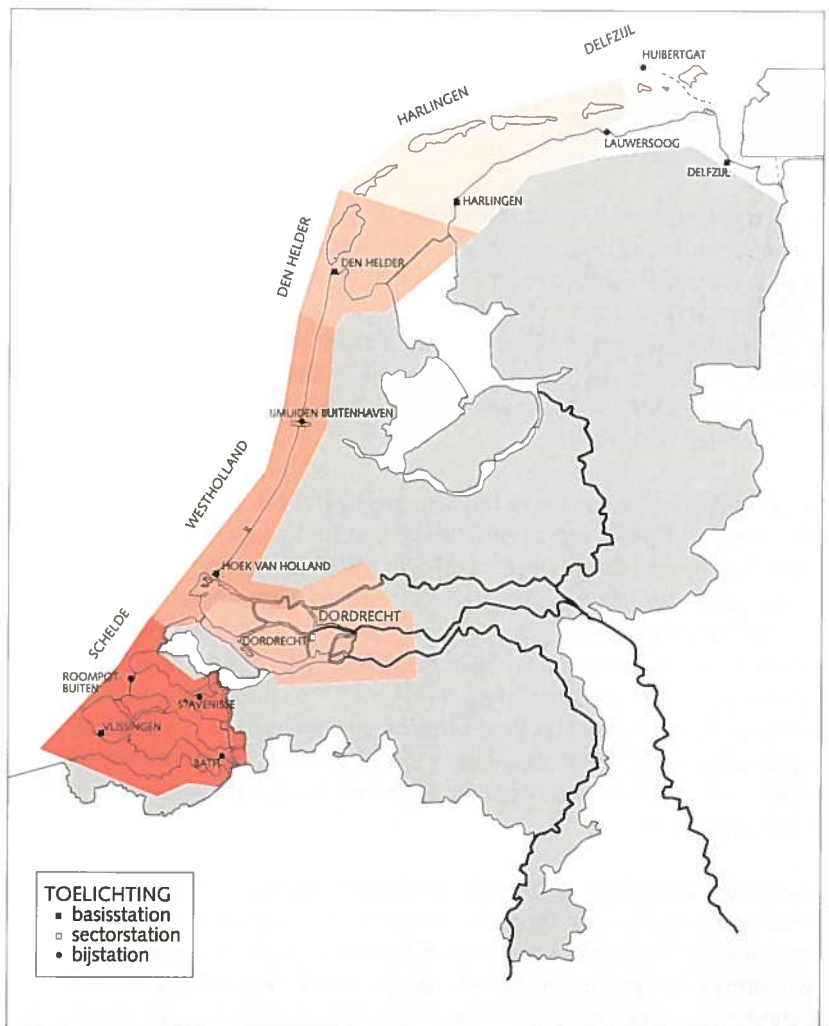 DELFZIJL
HUIBERTGAT
HARLINGEN
LAUWERSOOG
DELFZIJL
HARLINGEN
DEN HELDER
DEN HELDER
IJMUIDEN BUITENHAVEN
WESTHOLLAND
HOEK VAN HOLLAND
DORDRECHT
SCHELDE
DORDRECHT
ROOMPOT
BUITEN
STAVENISSE
VLISSINGEN
BATH
TOELICHTING
basisstation
sectorstation
bijstation